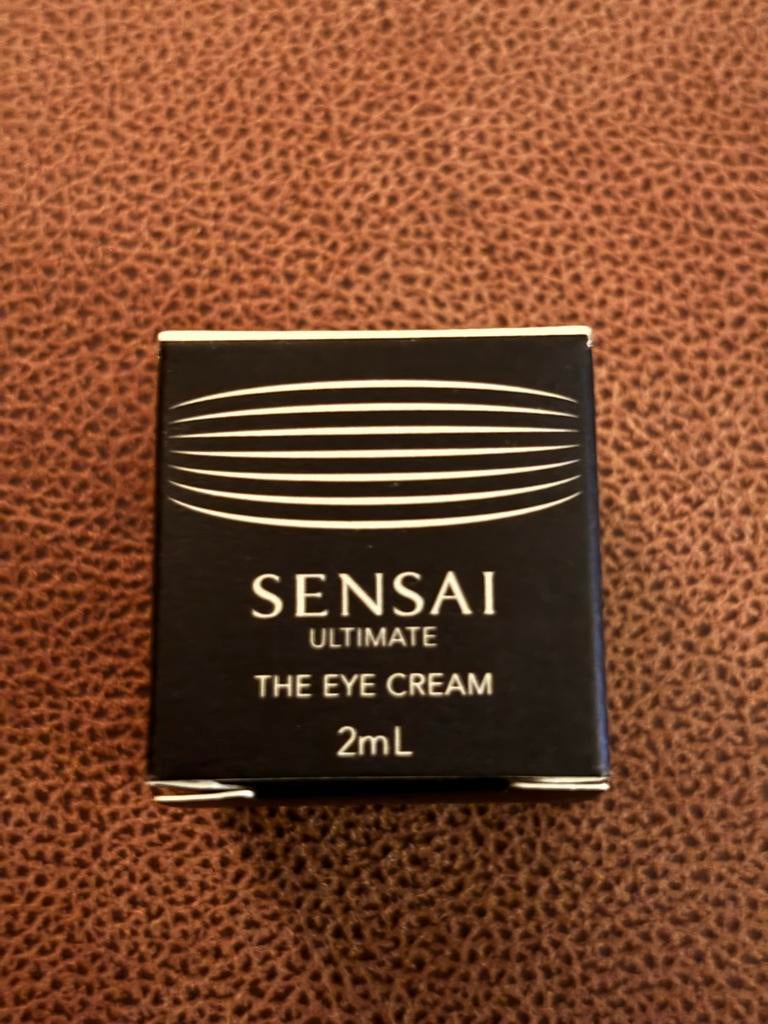 SENSAI
ULTIMATE
THE EYE CREAM
2mL